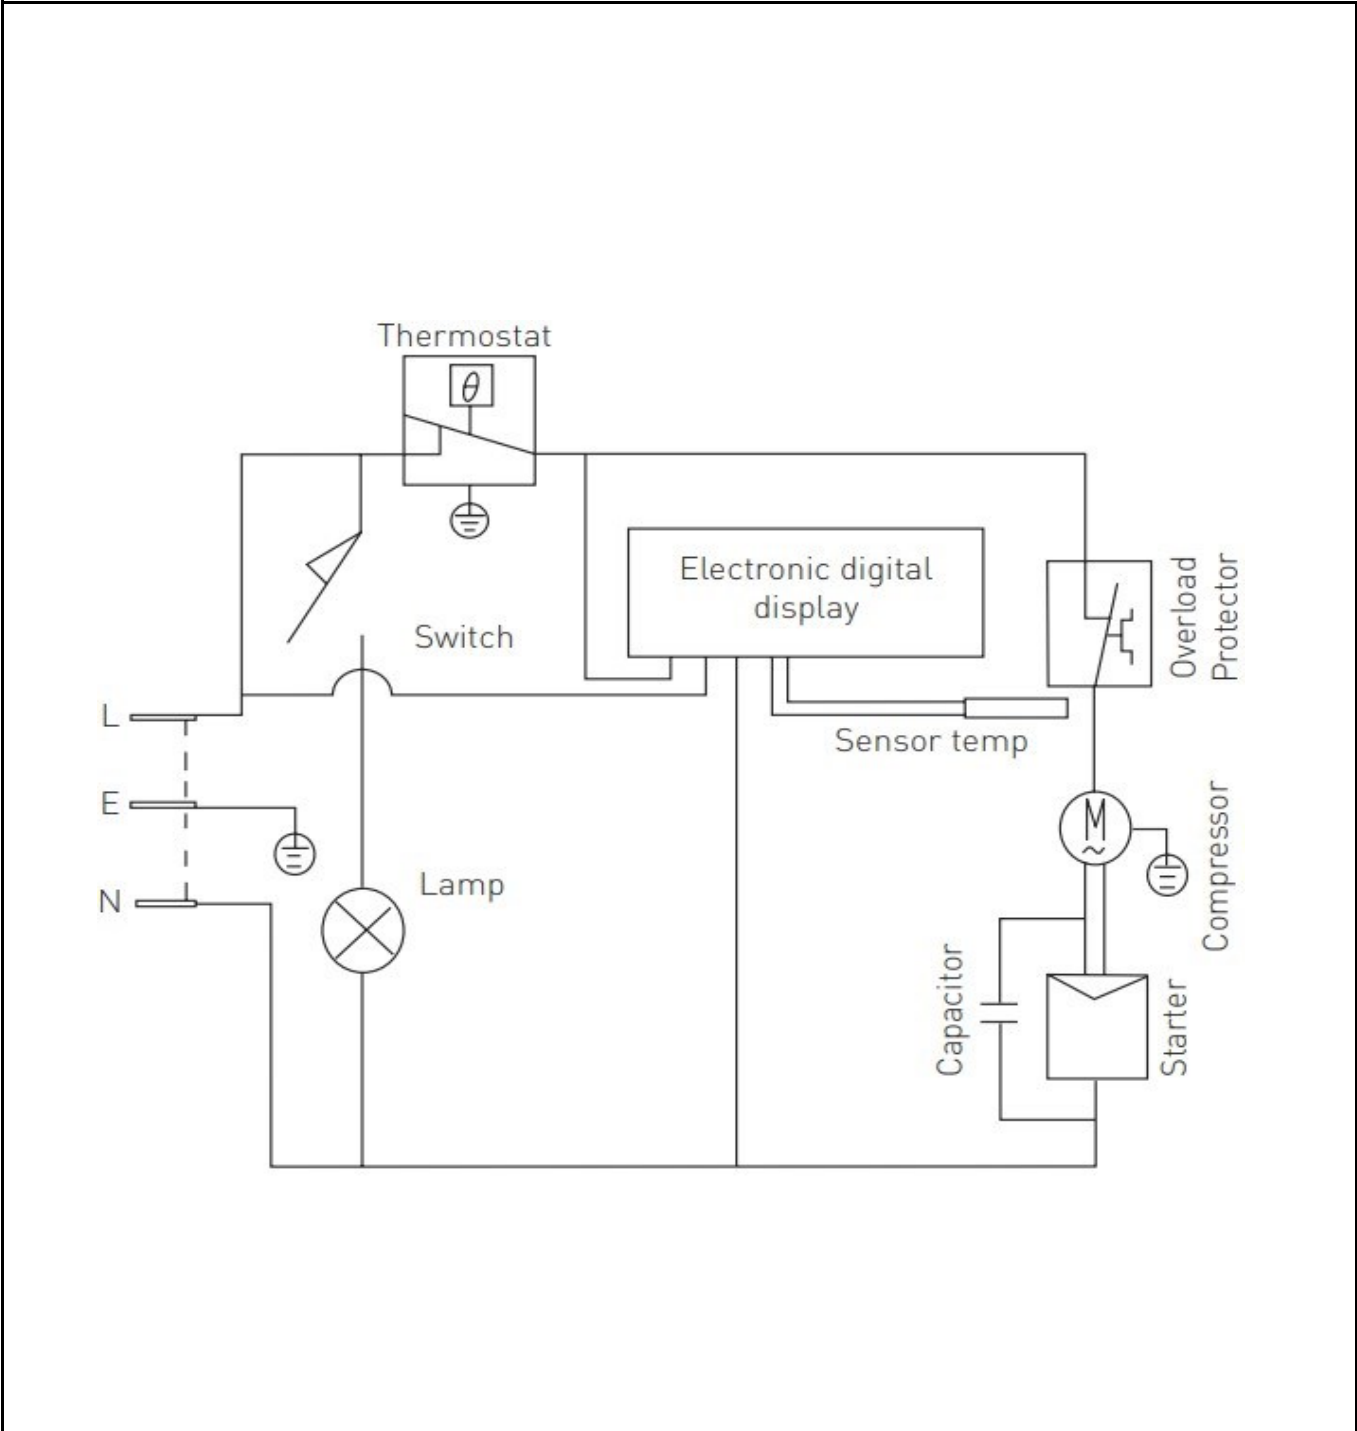 Thermostat
θ
Electronic digital
display
Overload
Protector
Switch
L
Sensor temp
E
M
~
Compressor
Lamp
N
Capacitor
Starter